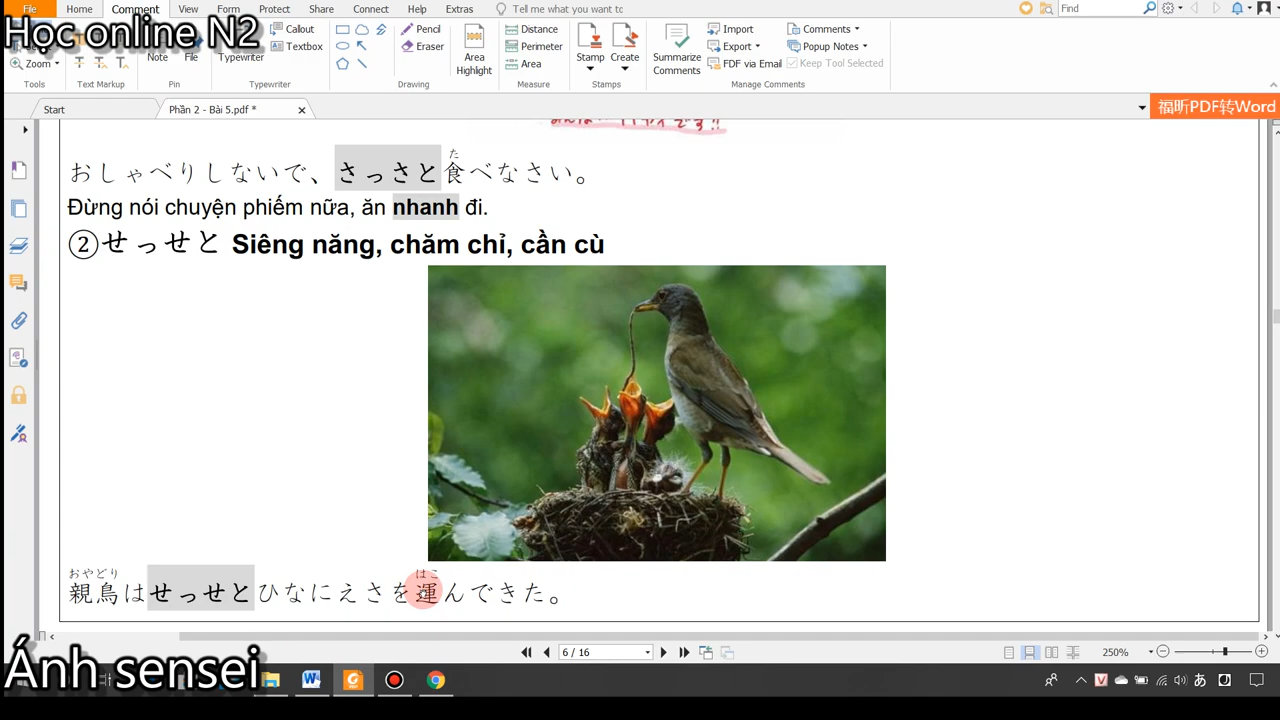 File Home Comment View Form Protect Share Connect Help Extras Tell me what you want tc Find
Học online N2
Callout Pencil Distance Import Comments
Textbox Eraser Perimeter Export Popup Notes
Zoom Typewriter Note File Area Highlight Area Stamp Create Summarize Comments FDF via Email Keep Tool Selected
Tools Text Markup Typewriter Drawing Measure Stamps Manage Comments
Start Phần 2 - Bài 5.pdf * 福昕PDF转Word
た
おしゃべりしないで、さっさと食べなさい。
Đừng nói chuyện phiếm nữa, ăn nhanh đi.
②せっせと Siêng năng, chăm chỉ, cần cù
おやどり はこ
親鳥はせっせとひなにえさを運んできた。
6 / 16 250%
Ánh sensei
あ